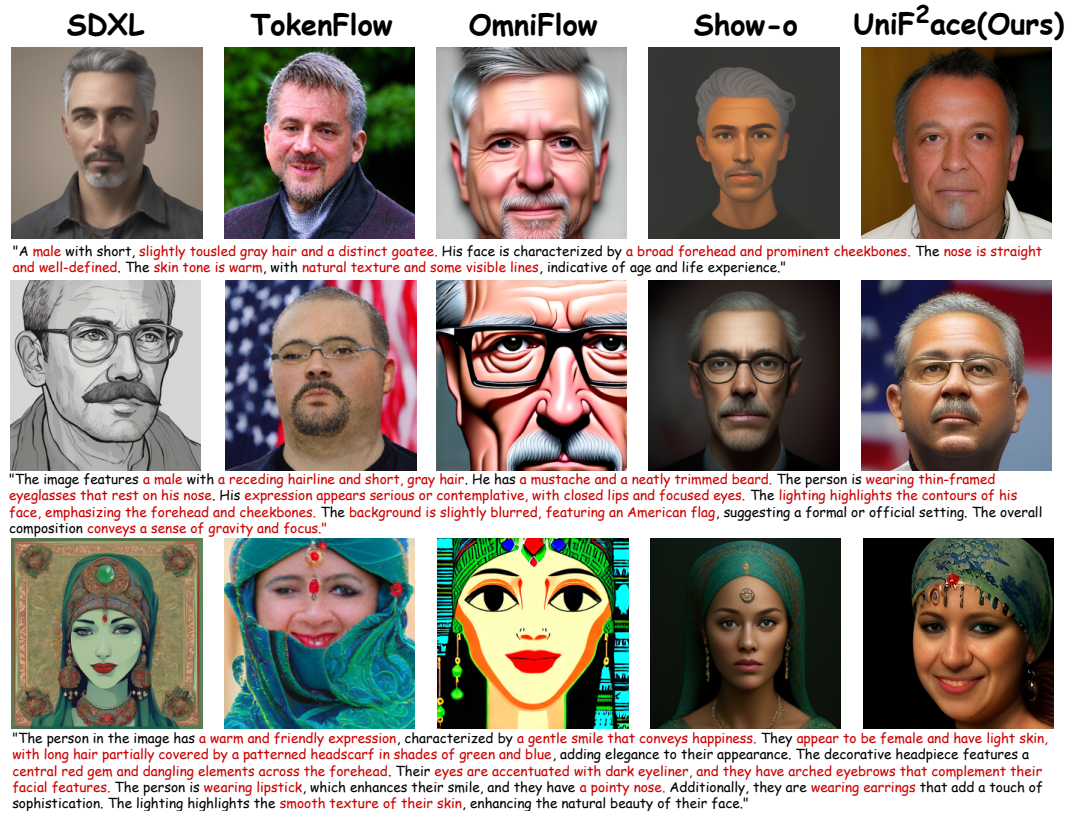 SDXL TokenFlow OmniFlow Show-o UniF²ace(Ours)
"A male with short, slightly tousled gray hair and a distinct goatee. His face is characterized by a broad forehead and prominent cheekbones. The nose is straight
and well-defined. The skin tone is warm, with natural texture and some visible lines, indicative of age and life experience."
"The image features a male with a receding hairline and short, gray hair. He has a mustache and a neatly trimmed beard. The person is wearing thin-framed
eyeglasses that rest on his nose. His expression appears serious or contemplative, with closed lips and focused eyes. The lighting highlights the contours of his
face, emphasizing the forehead and cheekbones. The background is slightly blurred, featuring an American flag, suggesting a formal or official setting. The overall
composition conveys a sense of gravity and focus."
"The person in the image has a warm and friendly expression, characterized by a gentle smile that conveys happiness. They appear to be female and have light skin,
with long hair partially covered by a patterned headscarf in shades of green and blue, adding elegance to their appearance. The decorative headpiece features a
central red gem and dangling elements across the forehead. Their eyes are accentuated with dark eyeliner, and they have arched eyebrows that complement their
facial features. The person is wearing lipstick, which enhances their smile, and they have a pointy nose. Additionally, they are wearing earrings that add a touch of
sophistication. The lighting highlights the smooth texture of their skin, enhancing the natural beauty of their face."